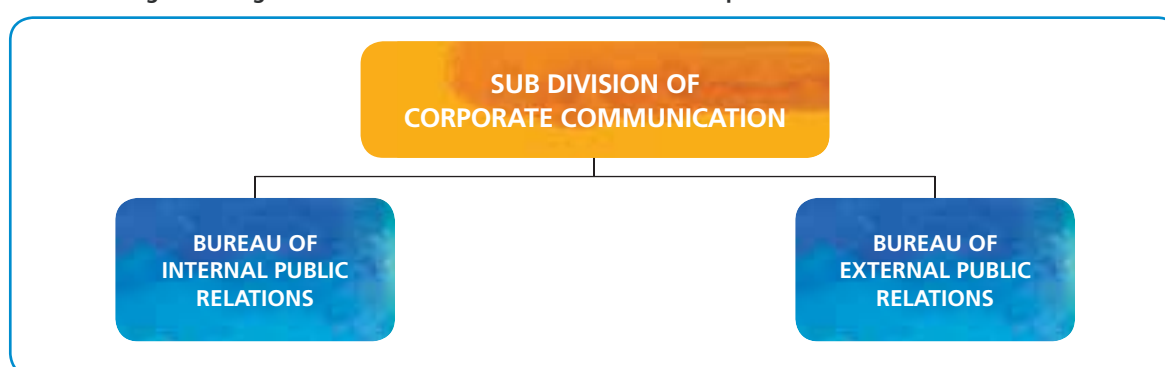 SUB DIVISION OF
CORPORATE COMMUNICATION
BUREAU OF
INTERNAL PUBLIC
RELATIONS
BUREAU OF
EXTERNAL PUBLIC
RELATIONS